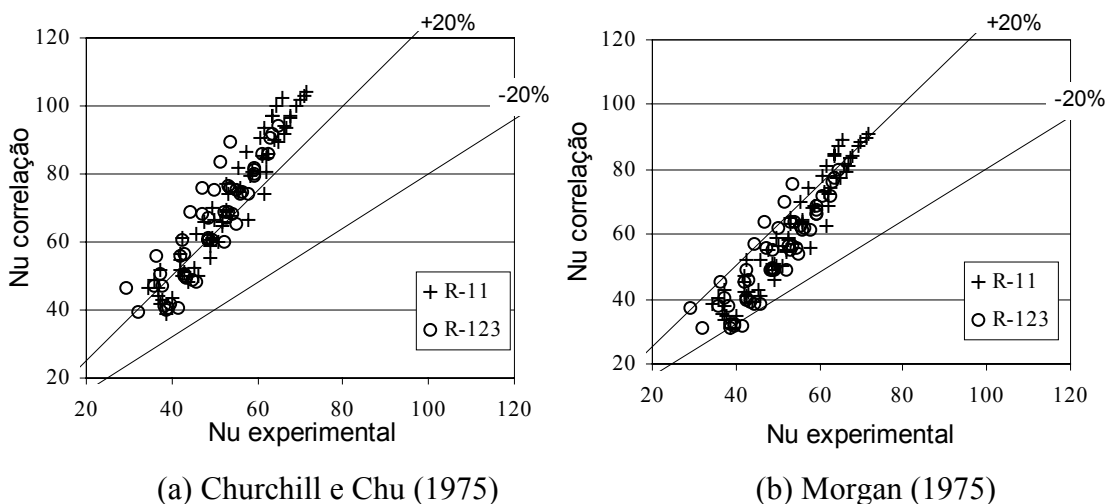 +20%
120
-20%
100
Nu correlação
80
60
40
20
+ R-11
R-123
20 40 60 80 100 120
Nu experimental
(a) Churchill e Chu (1975)
+20%
120
-20%
100
Nu correlação
80
60
40
20
+ R-11
R-123
20 40 60 80 100 120
Nu experimental
(b) Morgan (1975)